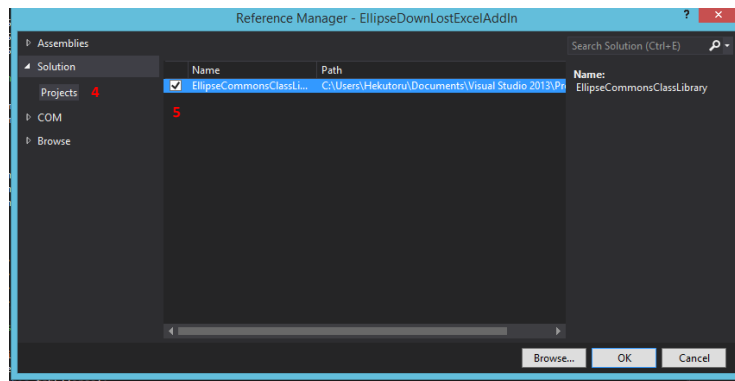 Reference Manager - EllipseDownLostExcelAddIn
? ×
Assemblies
Solution
Projects 4
COM
Browse
Name Path
EllipseCommonsClassLi... C:\Users\Hekutoru\Documents\Visual Studio 2013\Pr
5
Search Solution (Ctrl+E)
Name:
EllipseCommonsClassLibrary
Browse... OK Cancel